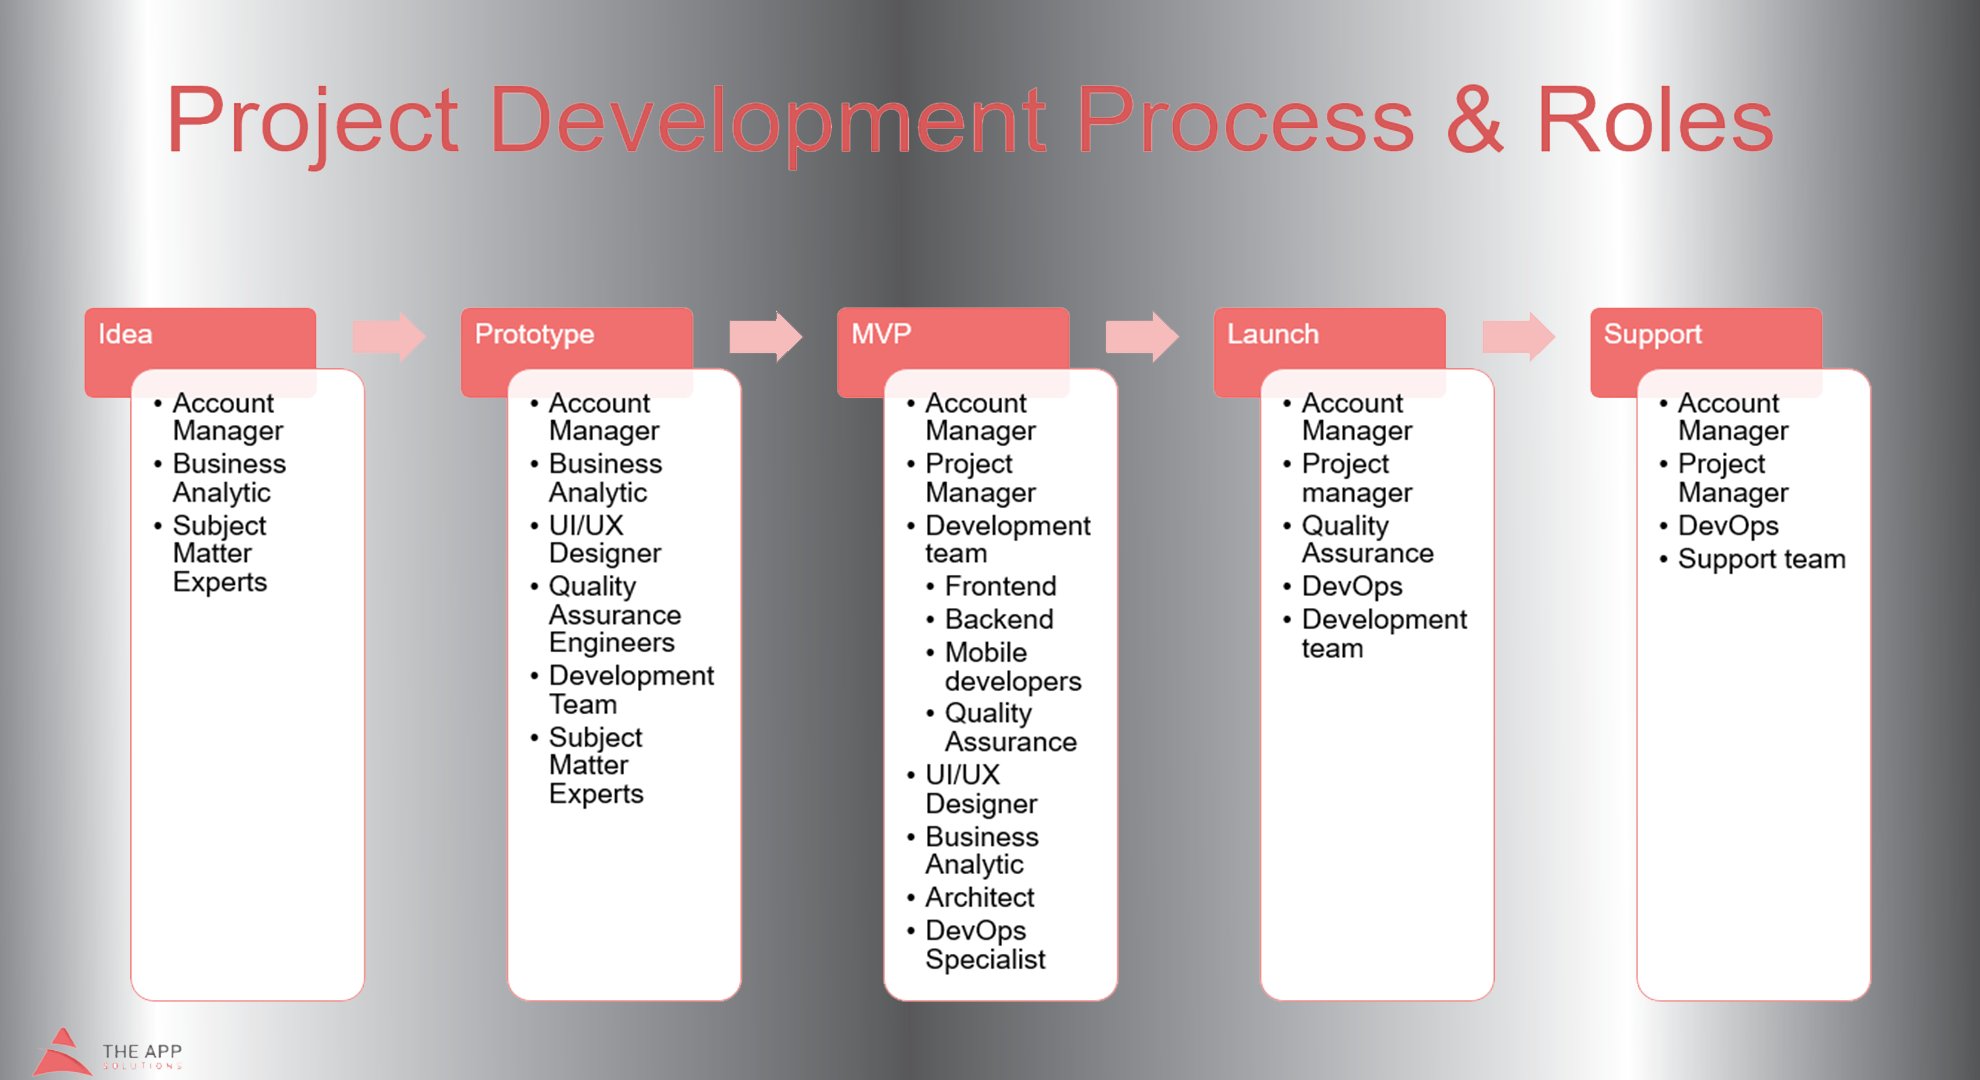 Project Development Process & Roles
Idea
• Account
Manager
• Business
Analytic
• Subject
Matter
Experts
Prototype
• Account
Manager
• Business
Analytic
• UI/UX
Designer
• Quality
Assurance
Engineers
• Development
Team
• Subject
Matter
Experts
MVP
• Account
Manager
• Project
Manager
• Development
team
• Frontend
• Backend
• Mobile
developers
• Quality
Assurance
• UI/UX
Designer
• Business
Analytic
• Architect
• DevOps
Specialist
Launch
• Account
Manager
• Project
manager
• Quality
Assurance
• DevOps
• Development
team
Support
• Account
Manager
• Project
Manager
• DevOps
• Support team
THE APP
SOLUTIONS